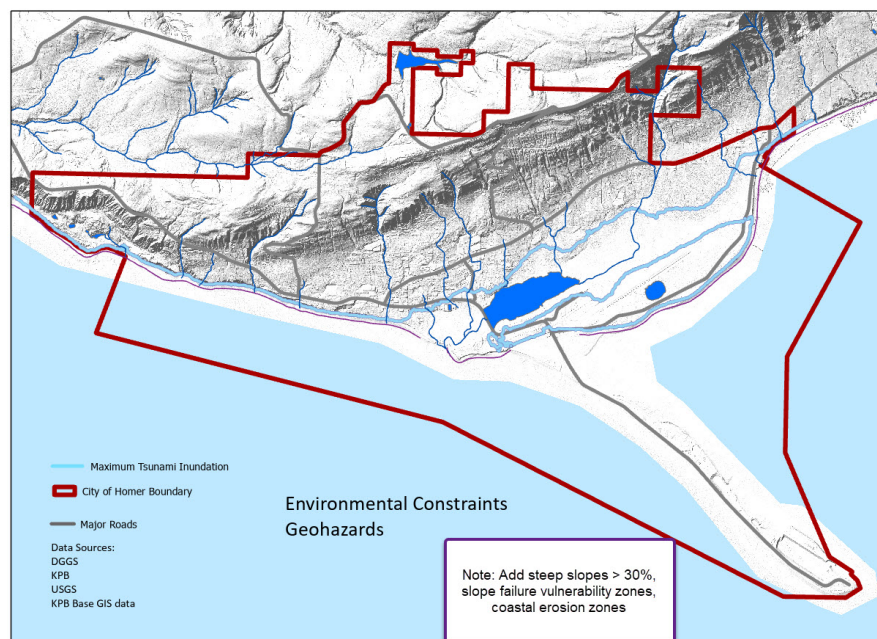 Maximum Tsunami Inundation
City of Homer Boundary
Major Roads
Data Sources:
DGGS
KPB
USGS
KPB Base GIS data
Environmental Constraints
Geohazards
Note: Add steep slopes > 30%,
slope failure vulnerability zones,
coastal erosion zones